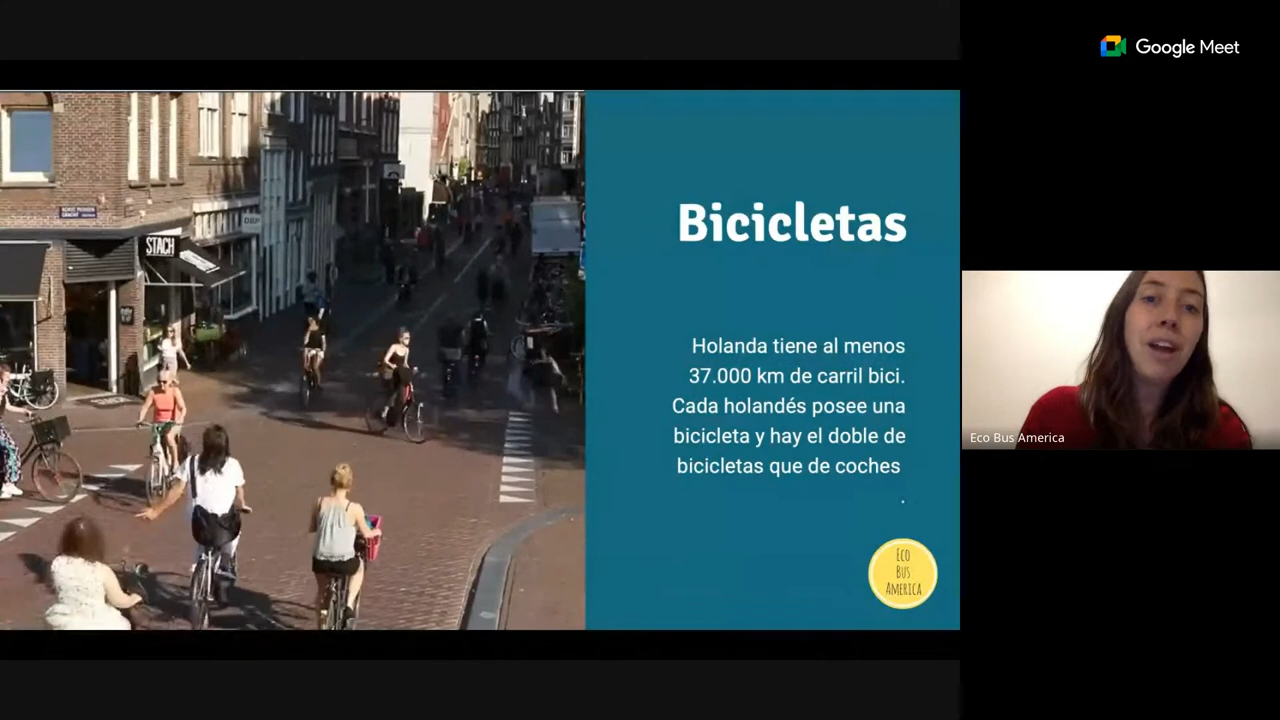 Google Meet
STACH
Bicicletas
Holanda tiene al menos
37.000 km de carril bici.
Cada holandés posee una
bicicleta y hay el doble de
bicicletas que de coches
.
Eco Bus America
ECO
BUS
AMERICA